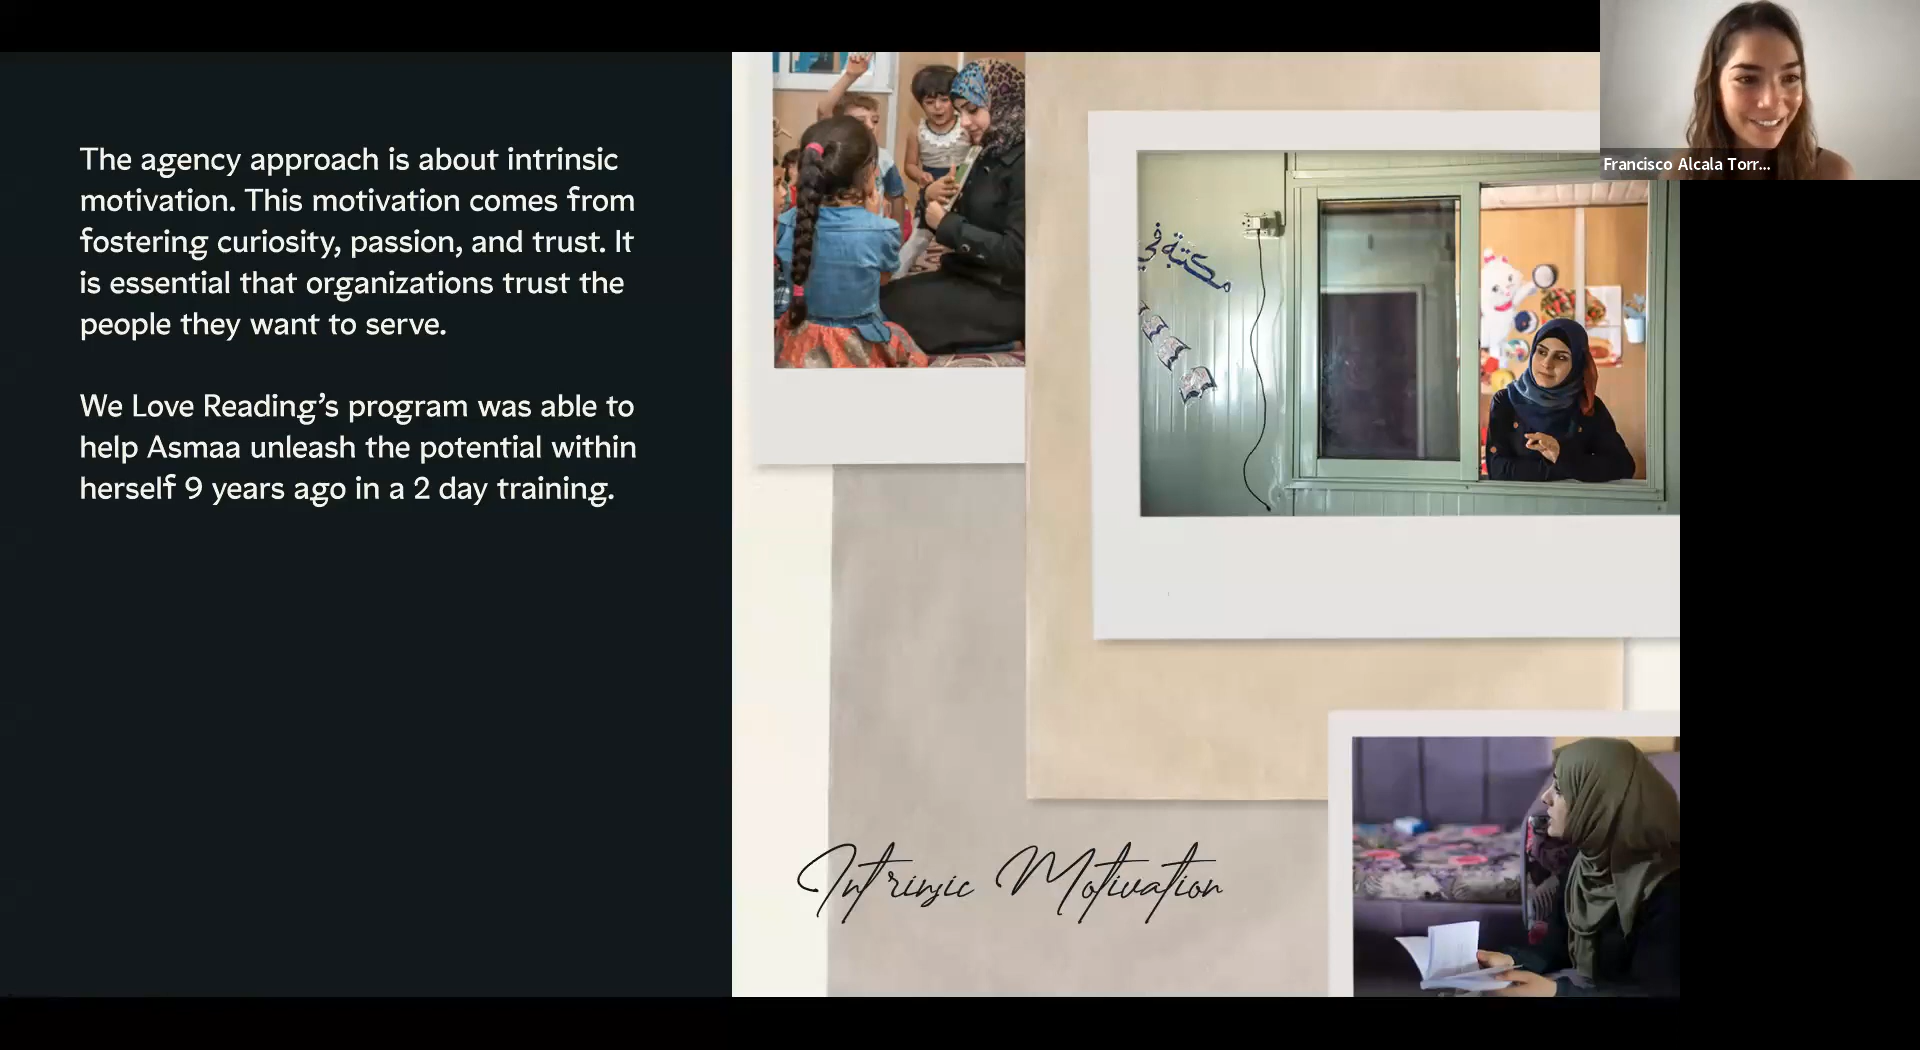 The agency approach is about intrinsic
motivation. This motivation comes from
fostering curiosity, passion, and trust. It
is essential that organizations trust the
people they want to serve.
We Love Reading’s program was able to
help Asmaa unleash the potential within
herself 9 years ago in a 2 day training.
Francisco Alcala Torr...
مكتبة في
Intrinsic Motivation